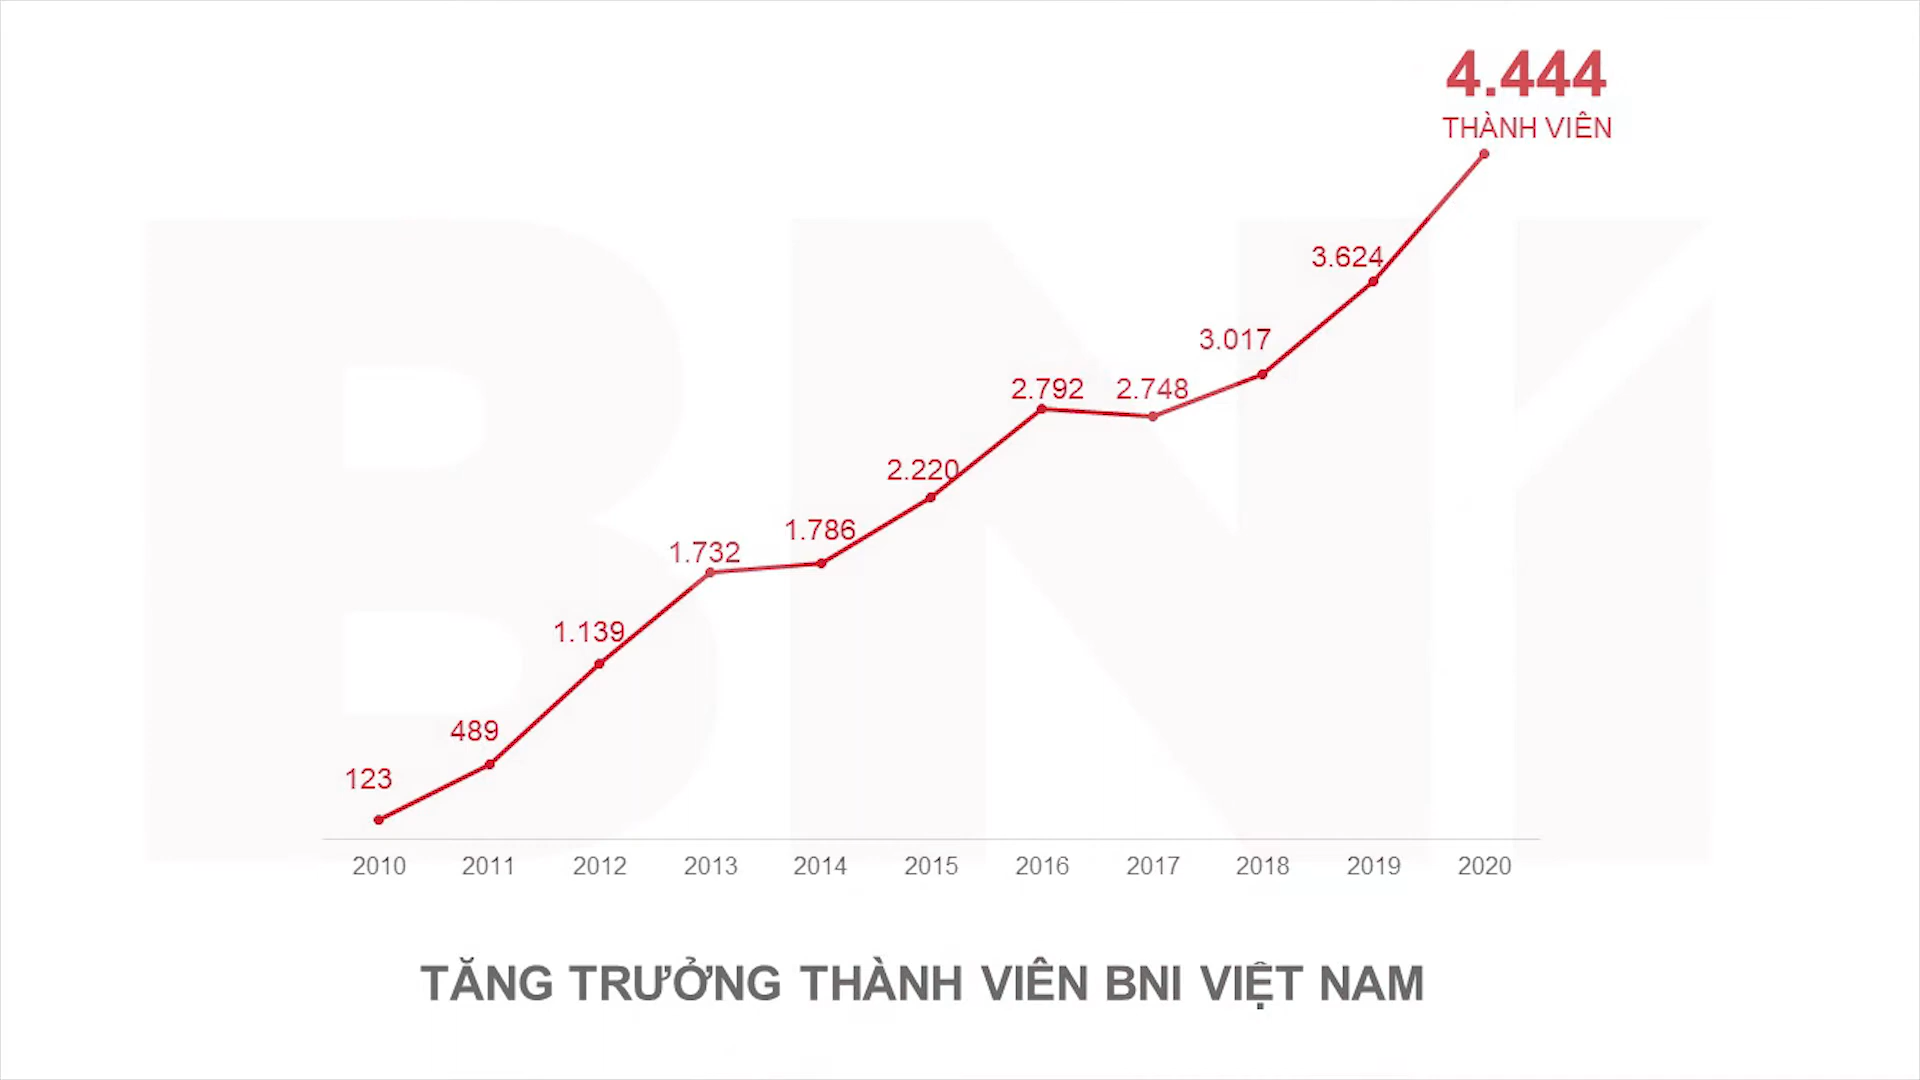 4.444
THÀNH VIÊN
3.624
3.017
2.792 2.748
2.220
1.786
1.732
1.139
489
123
2010 2011 2012 2013 2014 2015 2016 2017 2018 2019 2020
TĂNG TRƯỞNG THÀNH VIÊN BNI VIỆT NAM
BNI